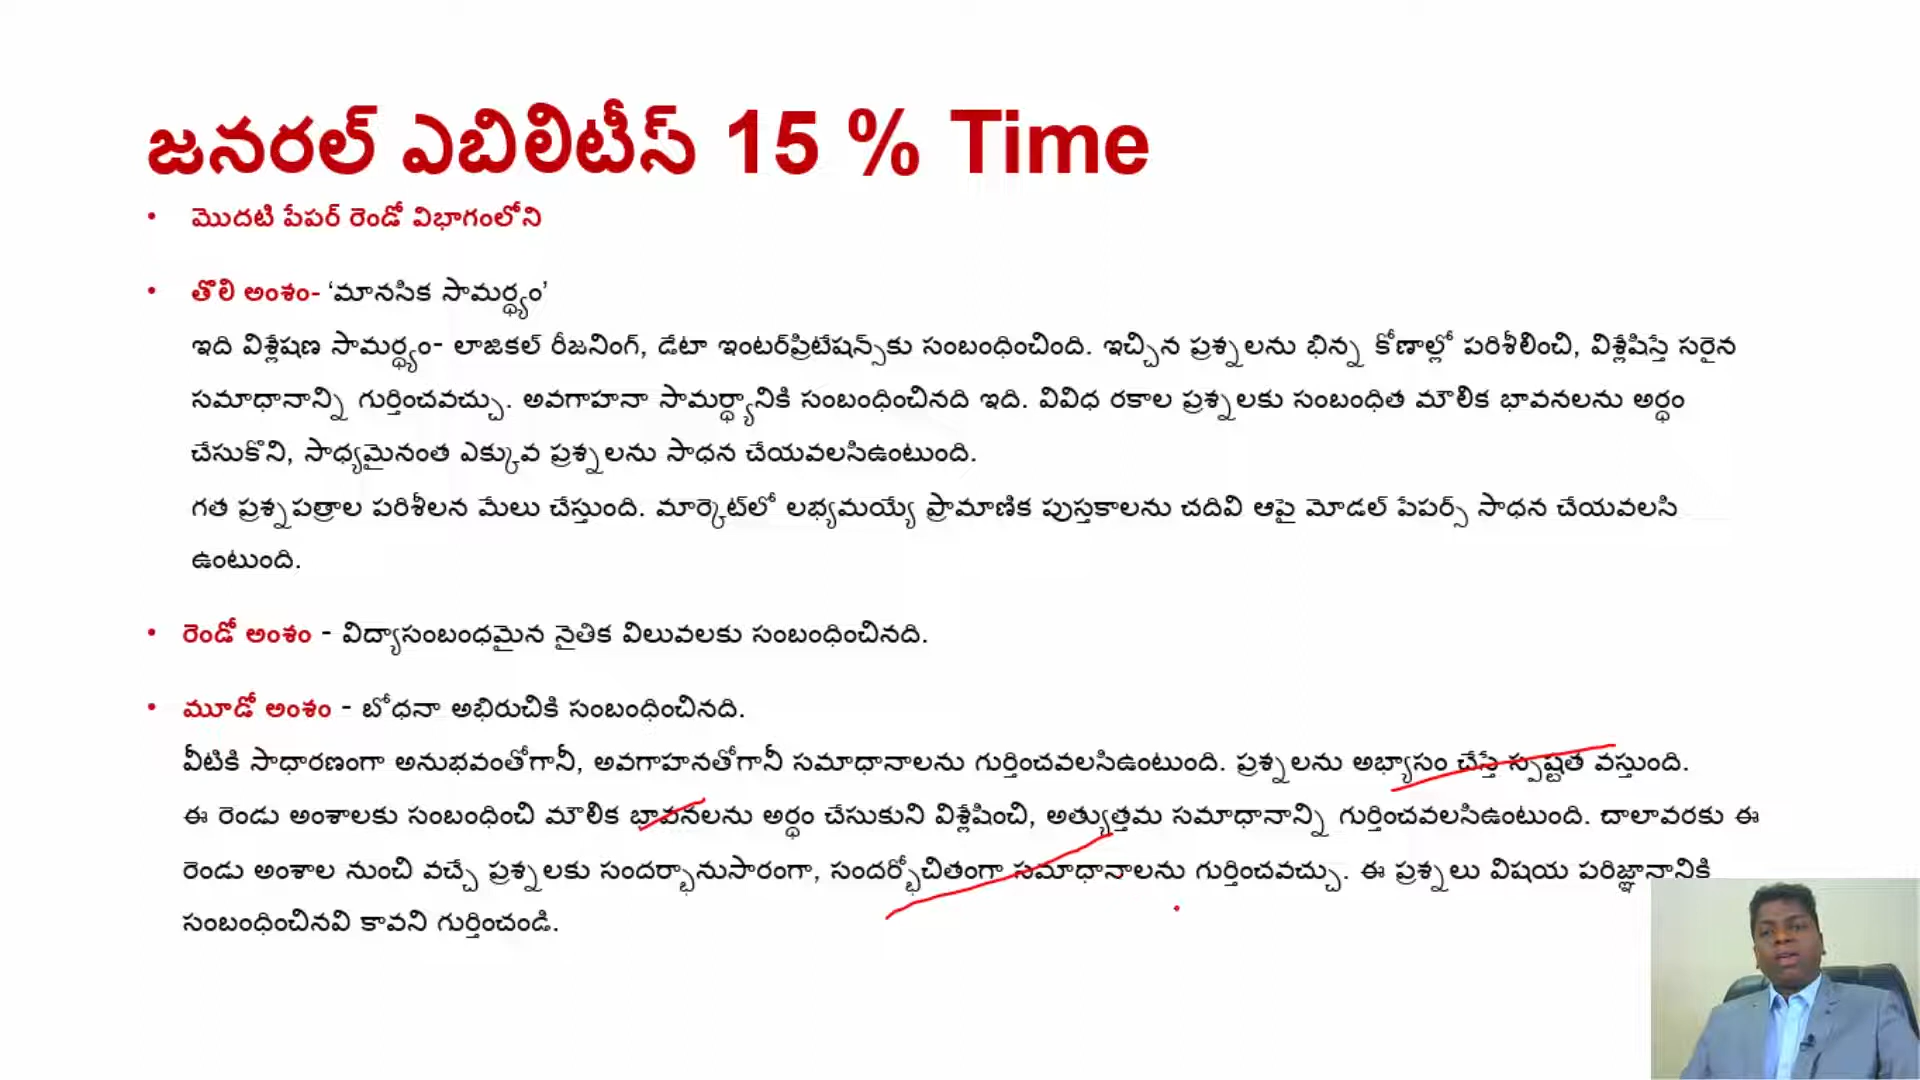 జనరల్ ఎబిలిటీస్ 15 % Time
• మొదటి పేపర్ రెండో విభాగంలోని
• తొలి అంశం- ‘మానసిక సామర్థ్యం’
ఇది విశ్లేషణ సామర్థ్యం- లాజికల్ రీజనింగ్, డేటా ఇంటర్‌ప్రిటేషన్స్‌కు సంబంధించింది. ఇచ్చిన ప్రశ్నలను భిన్న కోణాల్లో పరిశీలించి, విశ్లేషిస్తే సరైన
సమాధానాన్ని గుర్తించవచ్చు. అవగాహనా సామర్థ్యానికి సంబంధించినది ఇది. వివిధ రకాల ప్రశ్నలకు సంబంధిత మౌలిక భావనలను అర్థం
చేసుకొని, సాధ్యమైనంత ఎక్కువ ప్రశ్నలను సాధన చేయవలసిఉంటుంది.
గత ప్రశ్నపత్రాల పరిశీలన మేలు చేస్తుంది. మార్కెట్‌లో లభ్యమయ్యే ప్రామాణిక పుస్తకాలను చదివి ఆపై మోడల్ పేపర్స్ సాధన చేయవలసి
ఉంటుంది.
• రెండో అంశం - విద్యాసంబంధమైన నైతిక విలువలకు సంబంధించినది.
• మూడో అంశం - బోధనా అభిరుచికి సంబంధించినది.
వీటికి సాధారణంగా అనుభవంతోగానీ, అవగాహనతోగానీ సమాధానాలను గుర్తించవలసిఉంటుంది. ప్రశ్నలను అభ్యాసం చేస్తే స్పష్టత వస్తుంది.
ఈ రెండు అంశాలకు సంబంధించి మౌలిక భావనలను అర్థం చేసుకుని విశ్లేషించి, అత్యుత్తమ సమాధానాన్ని గుర్తించవలసిఉంటుంది. చాలావరకు ఈ
రెండు అంశాల నుంచి వచ్చే ప్రశ్నలకు సందర్భానుసారంగా, సందర్భోచితంగా సమాధానాలను గుర్తించవచ్చు. ఈ ప్రశ్నలు విషయ పరిజ్ఞానానికి
సంబంధించినవి కావని గుర్తించండి.